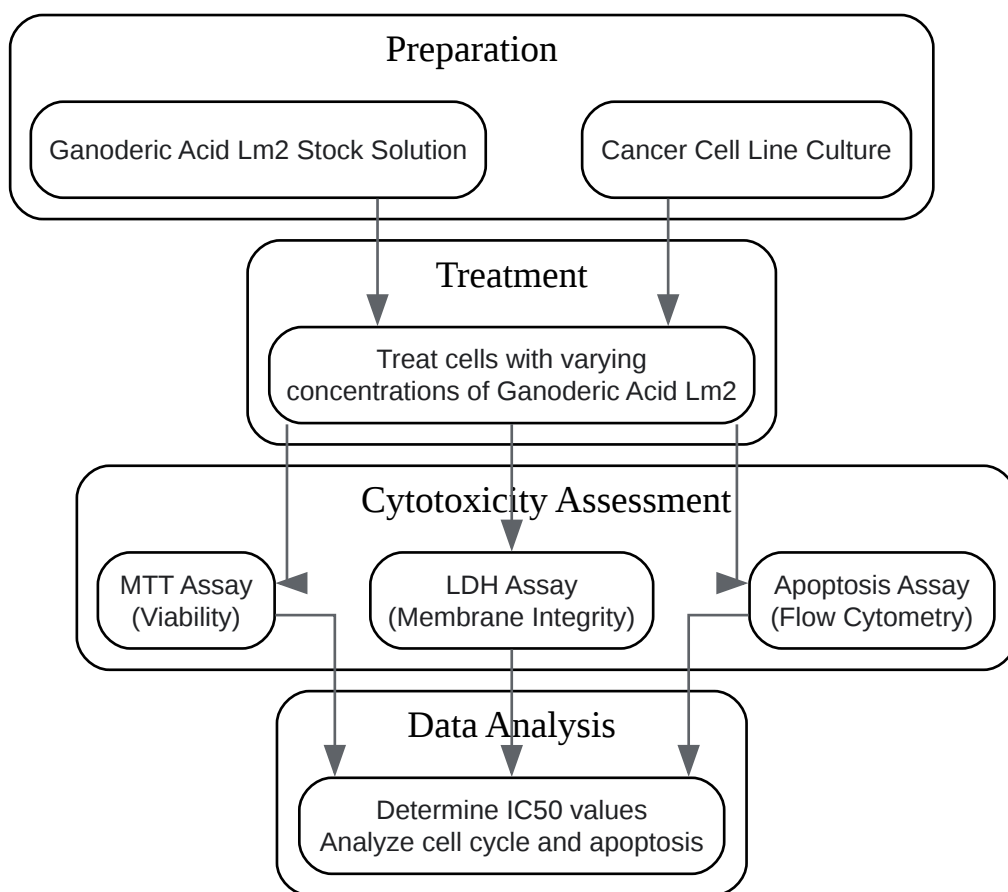 Preparation
Ganoderic Acid Lm2 Stock Solution
Cancer Cell Line Culture
Treatment
Treat cells with varying
concentrations of Ganoderic Acid Lm2
Cytotoxicity Assessment
MTT Assay
(Viability)
LDH Assay
(Membrane Integrity)
Apoptosis Assay
(Flow Cytometry)
Data Analysis
Determine IC50 values
Analyze cell cycle and apoptosis